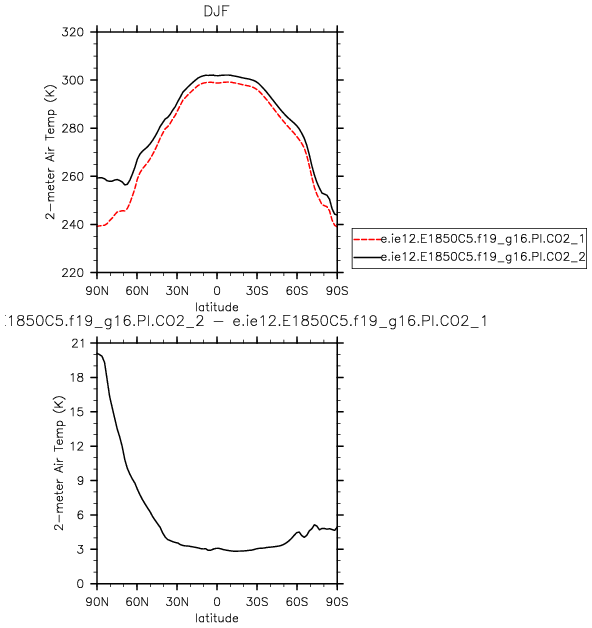 DJF
320
300
280
260
240
220
2-meter Air Temp (K)
90N 60N 30N 0 30S 60S 90S
latitude
e.ie12.E1850C5.f19_g16.PI.CO2_1
e.ie12.E1850C5.f19_g16.PI.CO2_2
:1850C5.f19_g16.PI.CO2_2 - e.ie12.E1850C5.f19_g16.PI.CO2_1
21
18
15
12
9
6
3
0
2-meter Air Temp (K)
90N 60N 30N 0 30S 60S 90S
latitude